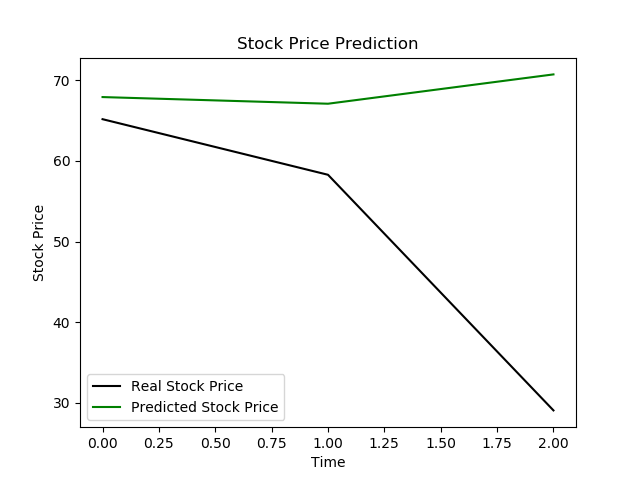 Stock Price Prediction
70
60
50
40
30
Stock Price
Real Stock Price
Predicted Stock Price
0.00 0.25 0.50 0.75 1.00 1.25 1.50 1.75 2.00
Time